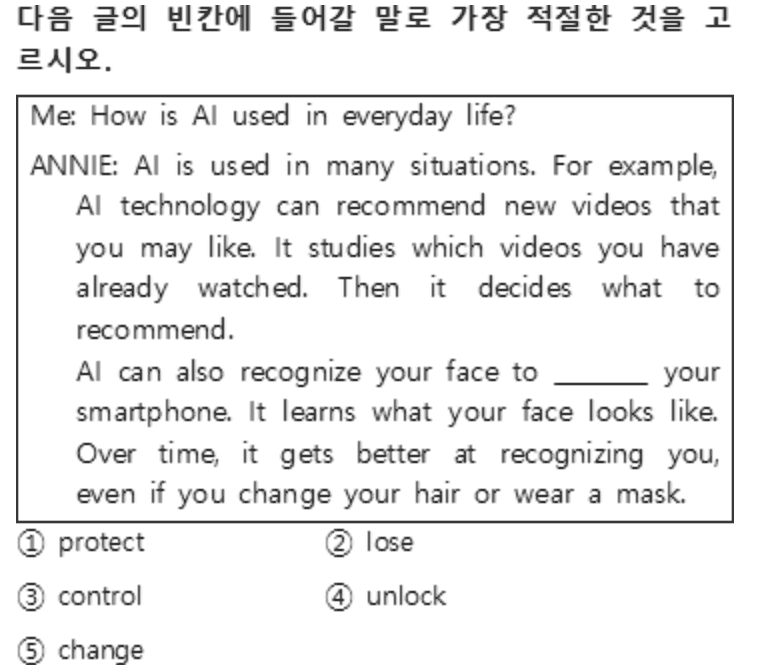 다음 글의 빈칸에 들어갈 말로 가장 적절한 것을 고
르시오.
Me: How is AI used in everyday life?
ANNIE: AI is used in many situations. For example,
AI technology can recommend new videos that
you may like. It studies which videos you have
already watched. Then it decides what to
recommend.
AI can also recognize your face to ______ your
smartphone. It learns what your face looks like.
Over time, it gets better at recognizing you,
even if you change your hair or wear a mask.
① protect ② lose
③ control ④ unlock
⑤ change